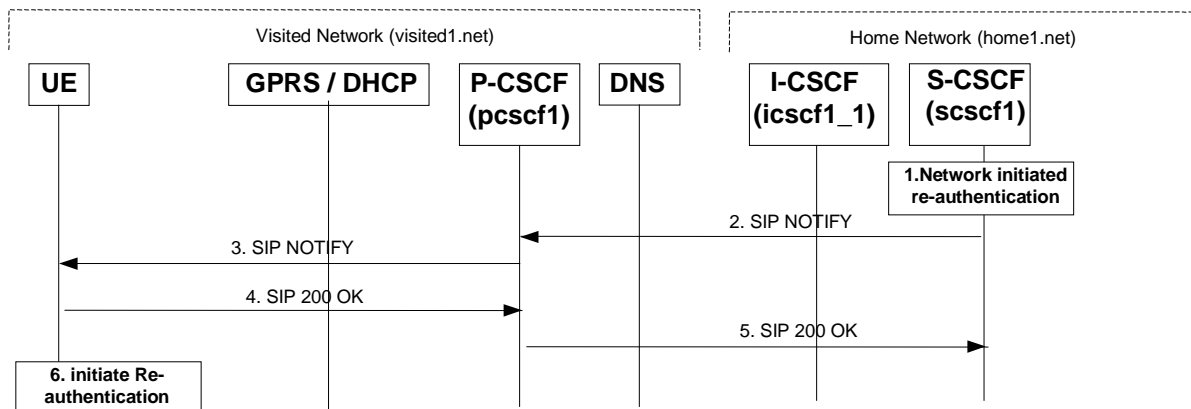 Visited Network (visited1.net)
Home Network (home1.net)
UE
GPRS / DHCP
P-CSCF
(pcscf1)
DNS
I-CSCF
(icscf1_1)
S-CSCF
(scscf1)
1.Network initiated
re-authentication
2. SIP NOTIFY
3. SIP NOTIFY
4. SIP 200 OK
5. SIP 200 OK
6. initiate Re-
authentication